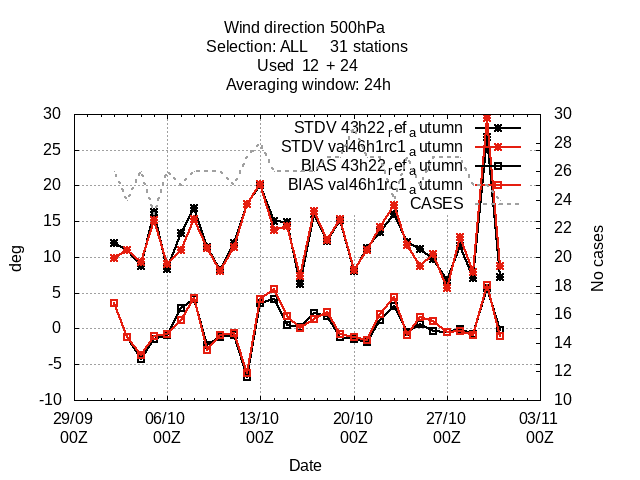 Wind direction 500hPa
Selection: ALL 31 stations
Used 12 + 24
Averaging window: 24h
30 30
STDV 43h22_ref_autumn
28
STDV val46h1rc1_autumn
25
BIAS 43h22_ref_autumn
26
20
BIAS val46h1rc1_autumn
24
CASES
15
22
10
20
deg
No cases
5
18
0
16
14
-5
12
-10 10
29/09 06/10 13/10 20/10 27/10 03/11
00Z 00Z 00Z 00Z 00Z 00Z
Date